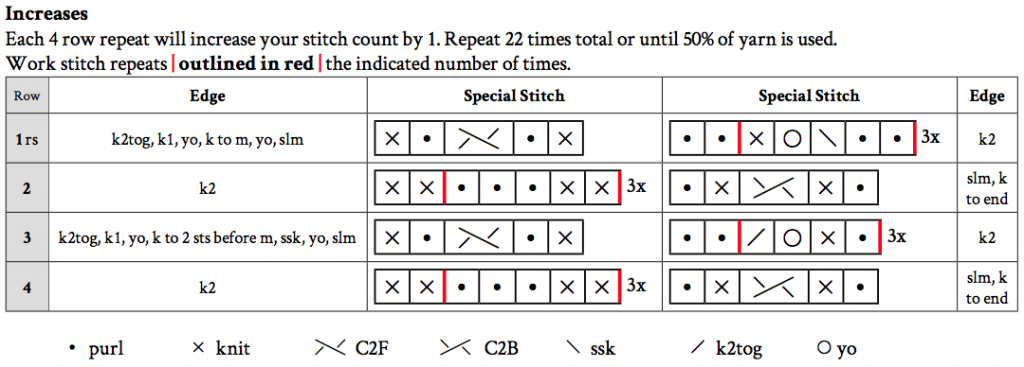 Increases
Each 4 row repeat will increase your stitch count by 1. Repeat 22 times total or until 50% of yarn is used.
Work stitch repeats | outlined in red | the indicated number of times.
Row Edge Special Stitch Special Stitch Edge
1 rs k2tog, k1, yo, k to m, yo, slm 3x k2
2 k2 3x slm, k
to end
3 k2tog, k1, yo, k to 2 sts before m, ssk, yo, slm 3x k2
4 k2 3x slm, k
to end
• purl × knit C2F C2B \ ssk / k2tog O yo